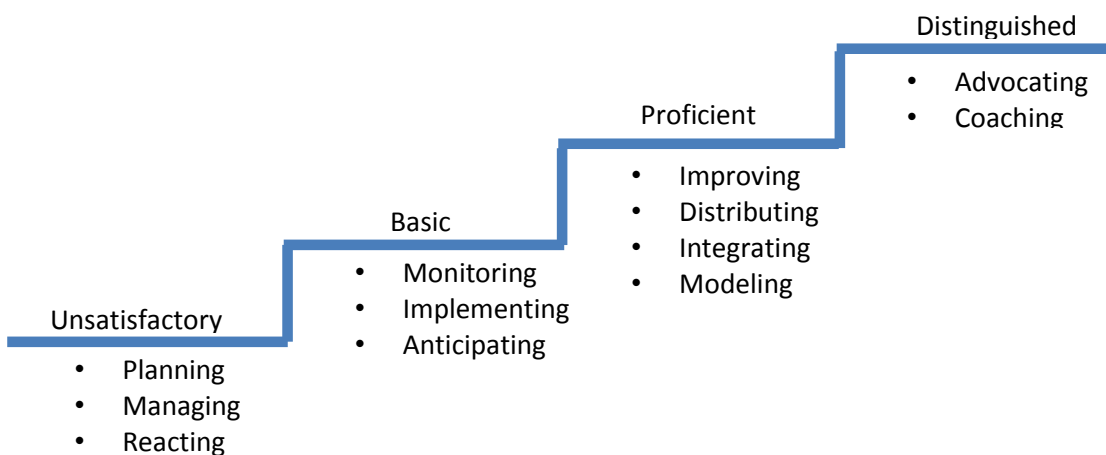 Distinguished
• Advocating
• Coaching
Proficient
• Improving
• Distributing
• Integrating
• Modeling
Basic
• Monitoring
• Implementing
• Anticipating
Unsatisfactory
• Planning
• Managing
• Reacting